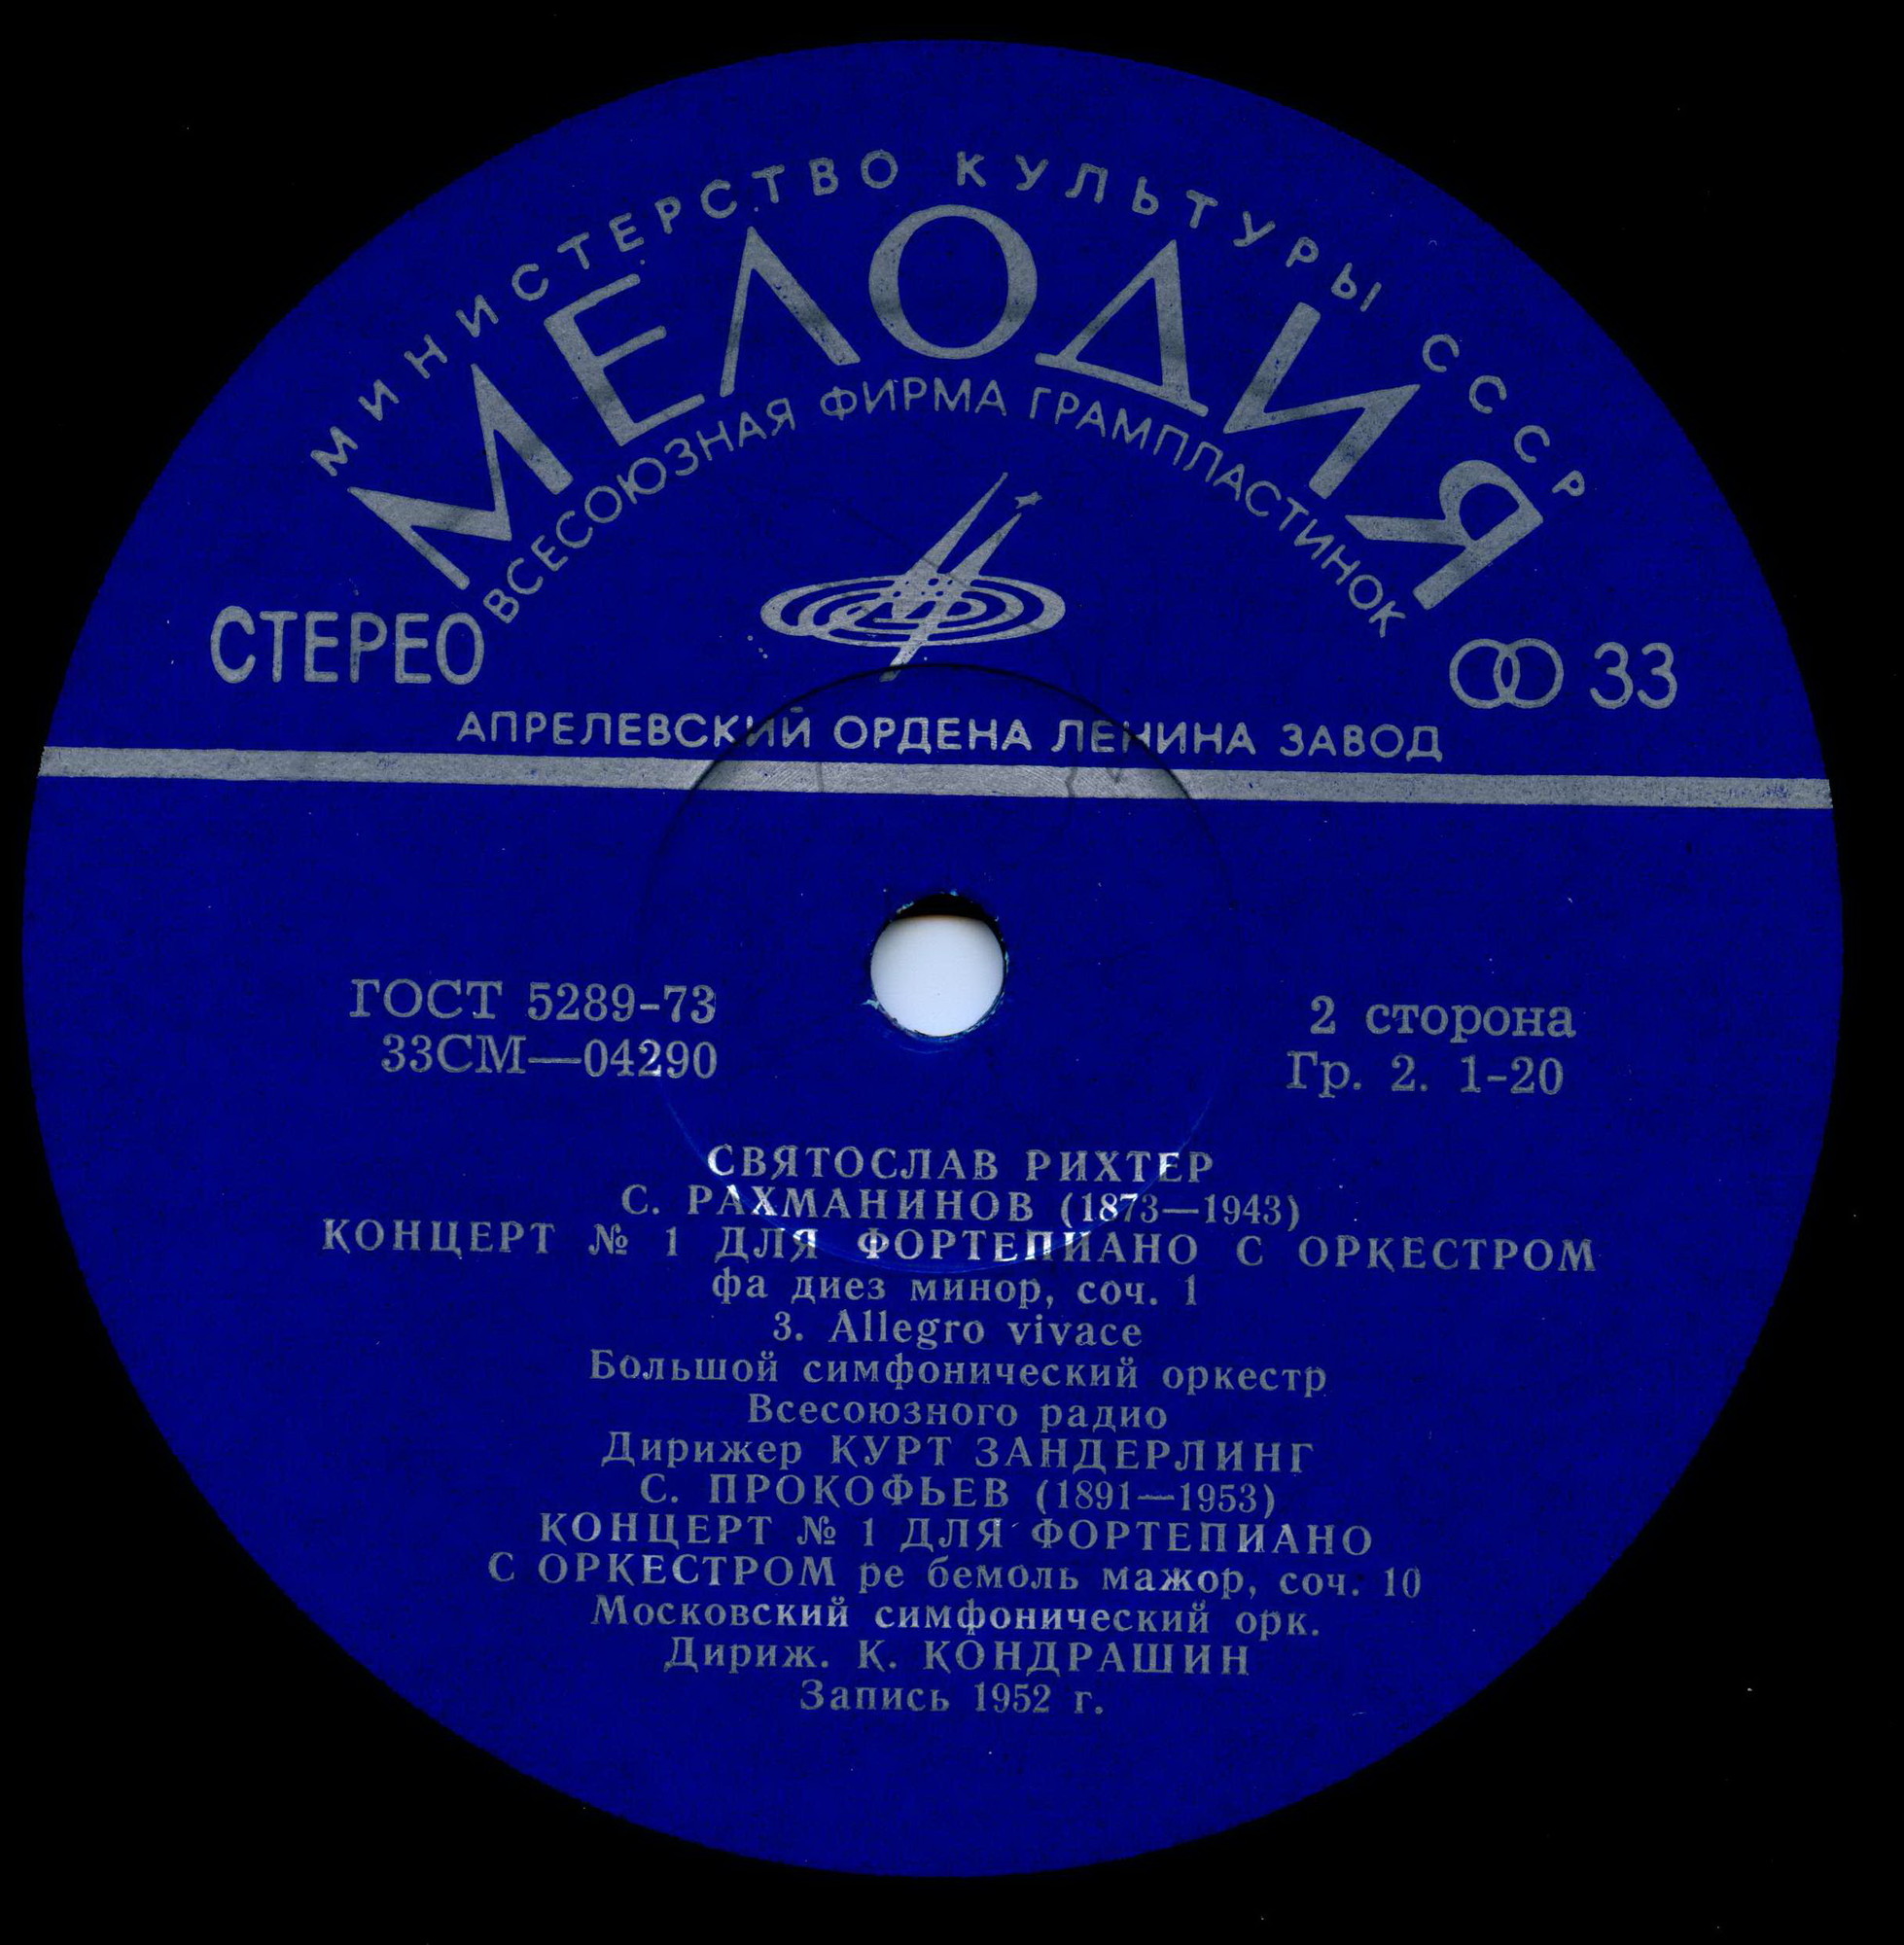 МИНИСТЕРСТВО КУЛЬТУРЫ СССР
МЕЛОДИЯ
ВСЕСОЮЗНАЯ ФИРМА ГРАМПЛАСТИНОК
СТЕРЕО
33
АПРЕЛЕВСКИЙ ОРДЕНА ЛЕНИНА ЗАВОД
ГОСТ 5289-73
33СМ—04290
2 сторона
Гр. 2. 1-20
СВЯТОСЛАВ РИХТЕР
С. РАХМАНИНОВ (1873—1943)
КОНЦЕРТ № 1 ДЛЯ ФОРТЕПИАНО С ОРКЕСТРОМ
фа диез минор, соч. 1
3. Allegro vivace
Большой симфонический оркестр
Всесоюзного радио
Дирижер КУРТ ЗАНДЕРЛИНГ
С. ПРОКОФЬЕВ (1891—1953)
КОНЦЕРТ № 1 ДЛЯ ФОРТЕПИАНО
С ОРКЕСТРОМ ре бемоль мажор, соч. 10
Московский симфонический орк.
Дириж. К. КОНДРАШИН
Запись 1952 г.